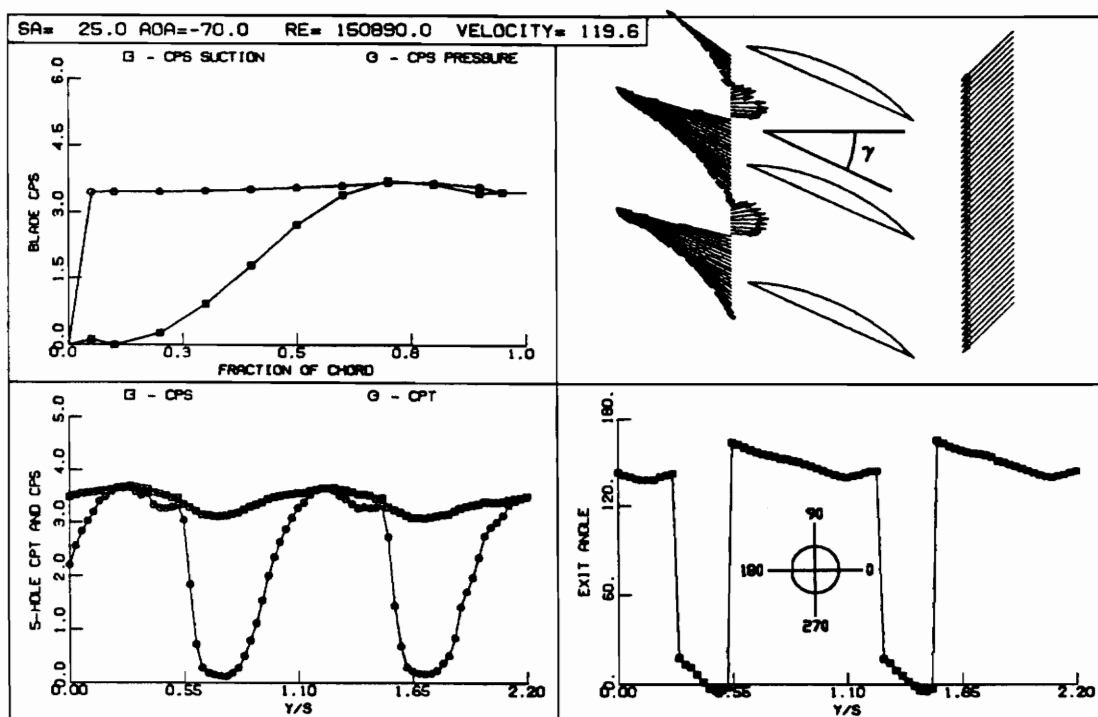 SA= 25.0 AOA=-70.0 RE= 150890.0 VELOCITY= 119.6
⊡ - CPS SUCTION ⊙ - CPS PRESSURE
BLADE CPS
6.0
4.5
3.0
1.5
0.0
0.0 0.3 0.5 0.8 1.0
FRACTION OF CHORD
γ
⊡ - CPS ⊙ - CPT
5-HOLE CPT AND CPS
5.0
4.0
3.0
2.0
1.0
0.0
0.00 0.55 1.10 1.65 2.20
Y/S
EXIT ANGLE
180.
120.
60.
0.
90
180 0
270
0.00 0.55 1.10 1.65 2.20
Y/S